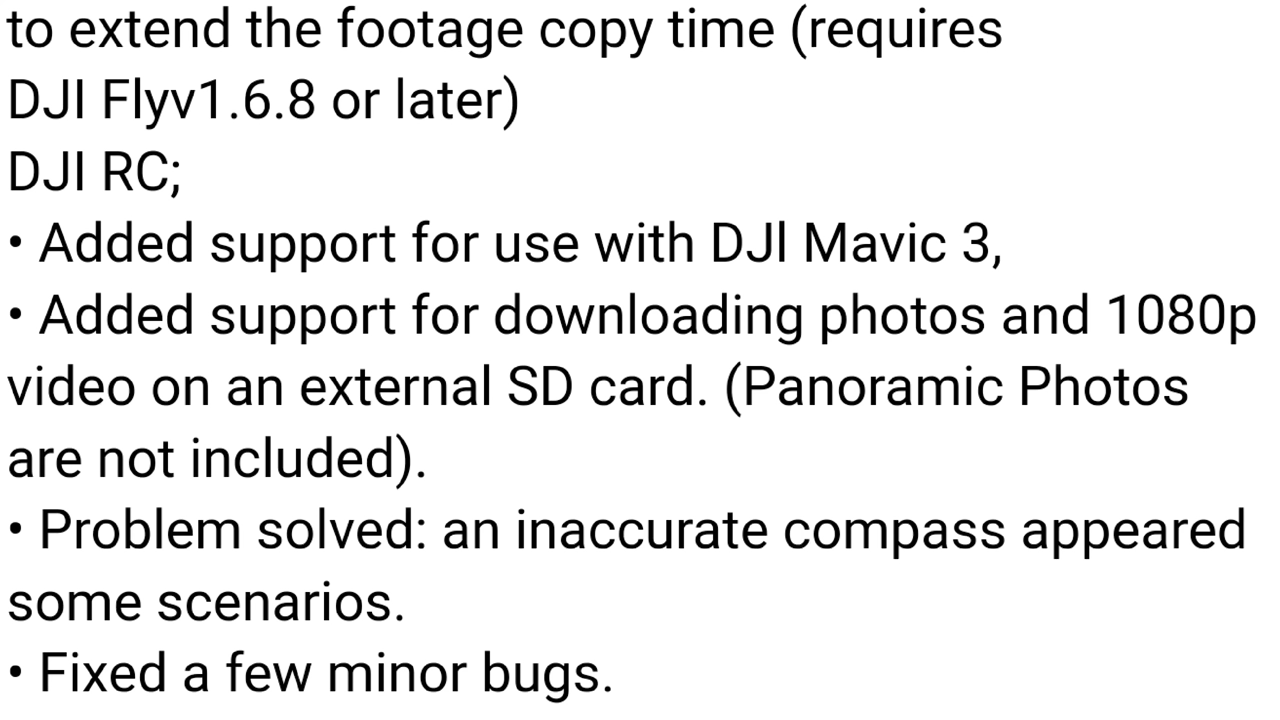 to extend the footage copy time (requires
DJI Flyv1.6.8 or later)
DJI RC;
• Added support for use with DJl Mavic 3,
• Added support for downloading photos and 1080p
video on an external SD card. (Panoramic Photos
are not included).
• Problem solved: an inaccurate compass appeared
some scenarios.
• Fixed a few minor bugs.